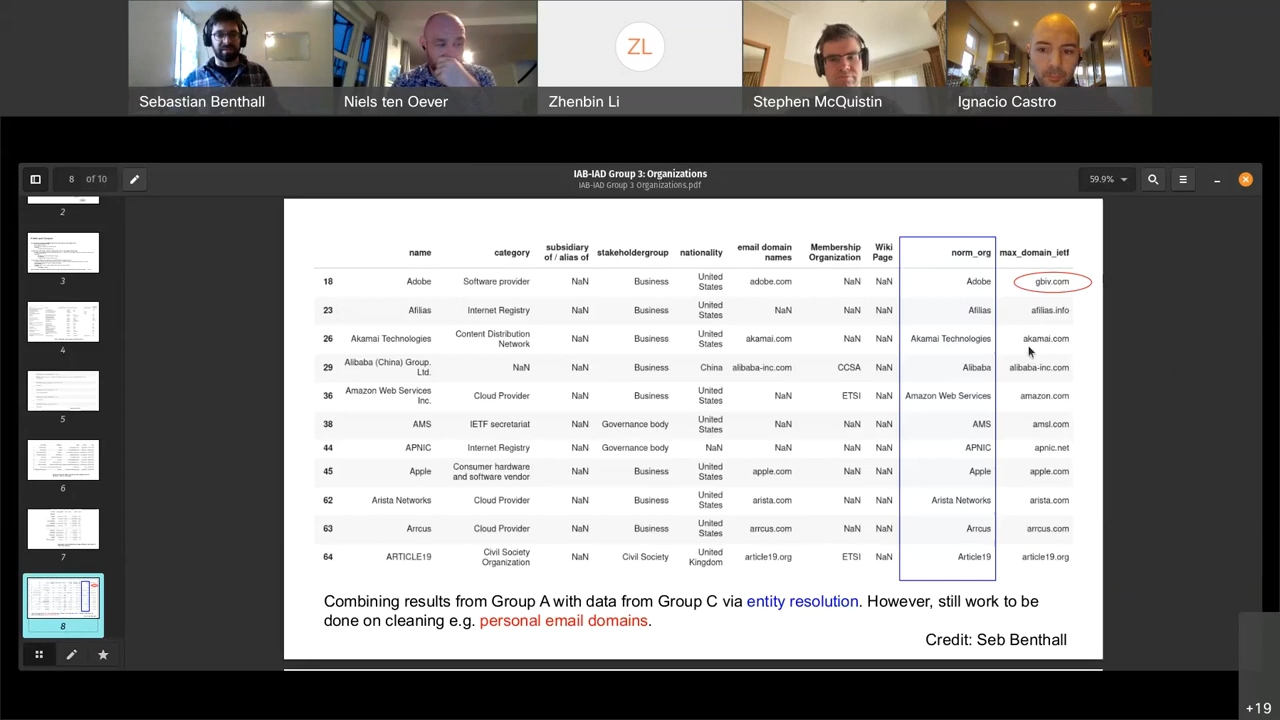 ZL
Sebastian Benthall
Niels ten Oever
Zhenbin Li
Stephen McQuistin
Ignacio Castro
8 of 10
IAB-IAD Group 3: Organizations
IAB-IAD Group 3 Organizations.pdf
59.9%
2
3
4
5
6
7
8
name category subsidiary of / alias of stakeholdergroup nationality email domain names Membership Organization Wiki Page norm_org max_domain_ietf
18 Adobe Software provider NaN Business United States adobe.com NaN NaN Adobe gbiv.com
23 Afilias Internet Registry NaN Business United States NaN NaN NaN Afilias afilias.info
26 Akamai Technologies Content Distribution Network NaN Business United States akamai.com NaN NaN Akamai Technologies akamai.com
29 Alibaba (China) Group. Ltd. NaN NaN Business China alibaba-inc.com CCSA NaN Alibaba alibaba-inc.com
36 Amazon Web Services Inc. Cloud Provider NaN Business United States NaN ETSI NaN Amazon Web Services amazon.com
38 AMS IETF secretariat NaN Governance body United States NaN NaN NaN AMS amsl.com
44 APNIC Internet Registry NaN Governance body NaN NaN NaN NaN APNIC apnic.net
45 Apple Consumer hardware and software vendor NaN Business United States apple.com NaN NaN Apple apple.com
62 Arista Networks Cloud Provider NaN Business United States arista.com NaN NaN Arista Networks arista.com
63 Arrcus Cloud Provider NaN Business United States arrcus.com NaN NaN Arrcus arrcus.com
64 ARTICLE19 Civil Society Organization NaN Civil Society United Kingdom article19.org ETSI NaN Article19 article19.org
Combining results from Group A with data from Group C via entity resolution. However, still work to be
done on cleaning e.g. personal email domains.
Credit: Seb Benthall
+19